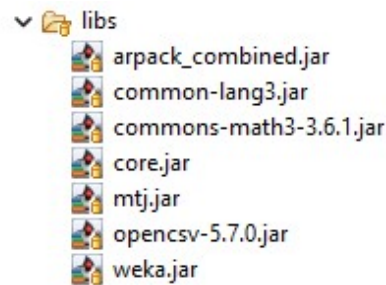 libs
arpack_combined.jar
common-lang3.jar
commons-math3-3.6.1.jar
core.jar
mtj.jar
opencsv-5.7.0.jar
weka.jar